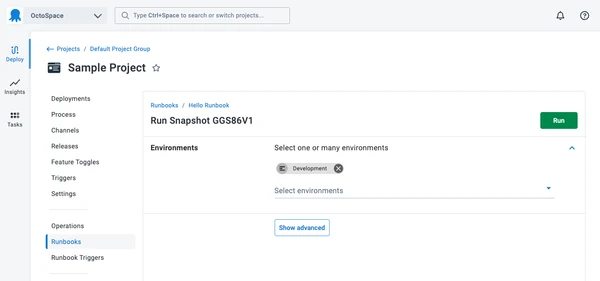 OctoSpace
Type Ctrl+Space to search or switch projects...
Deploy
Insights
Tasks
Projects / Default Project Group
Sample Project
Deployments
Process
Channels
Releases
Feature Toggles
Triggers
Settings
Operations
Runbooks
Runbook Triggers
Runbooks / Hello Runbook
Run Snapshot GGS86V1
Run
Environments
Select one or many environments
Development
Select environments
Show advanced